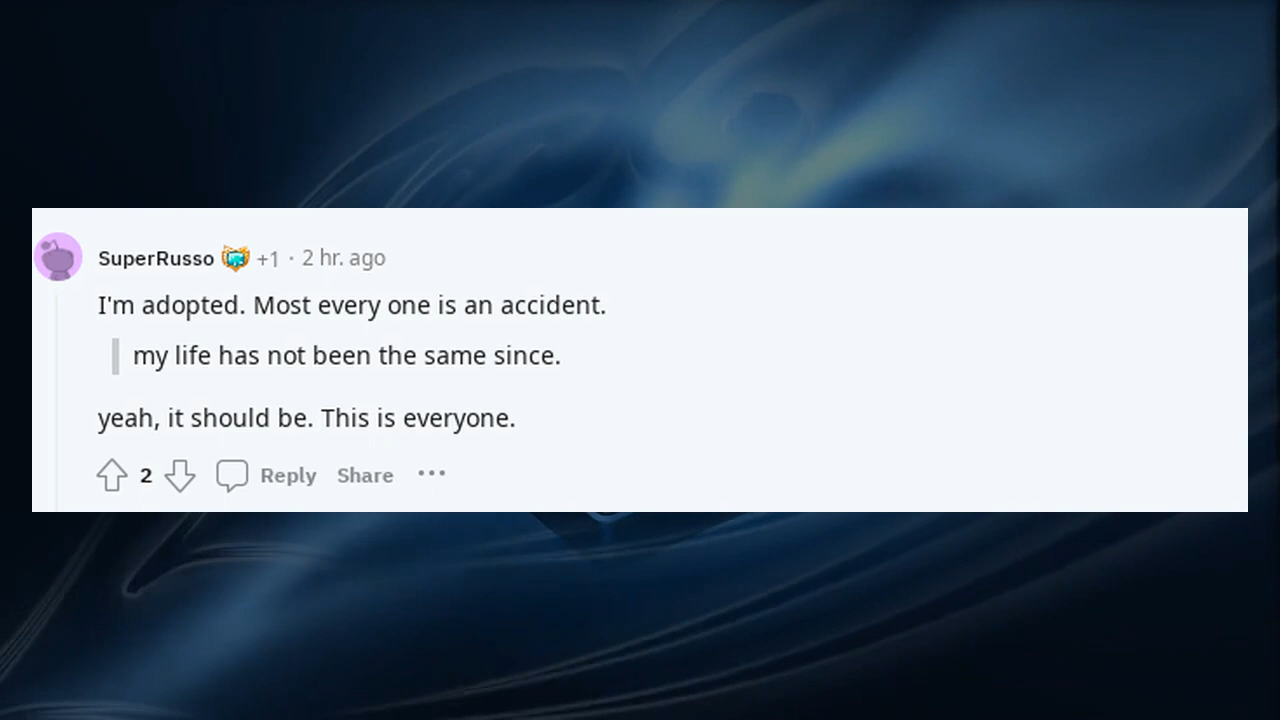 SuperRusso +1 · 2 hr. ago
I'm adopted. Most every one is an accident.
my life has not been the same since.
yeah, it should be. This is everyone.
2 Reply Share ···